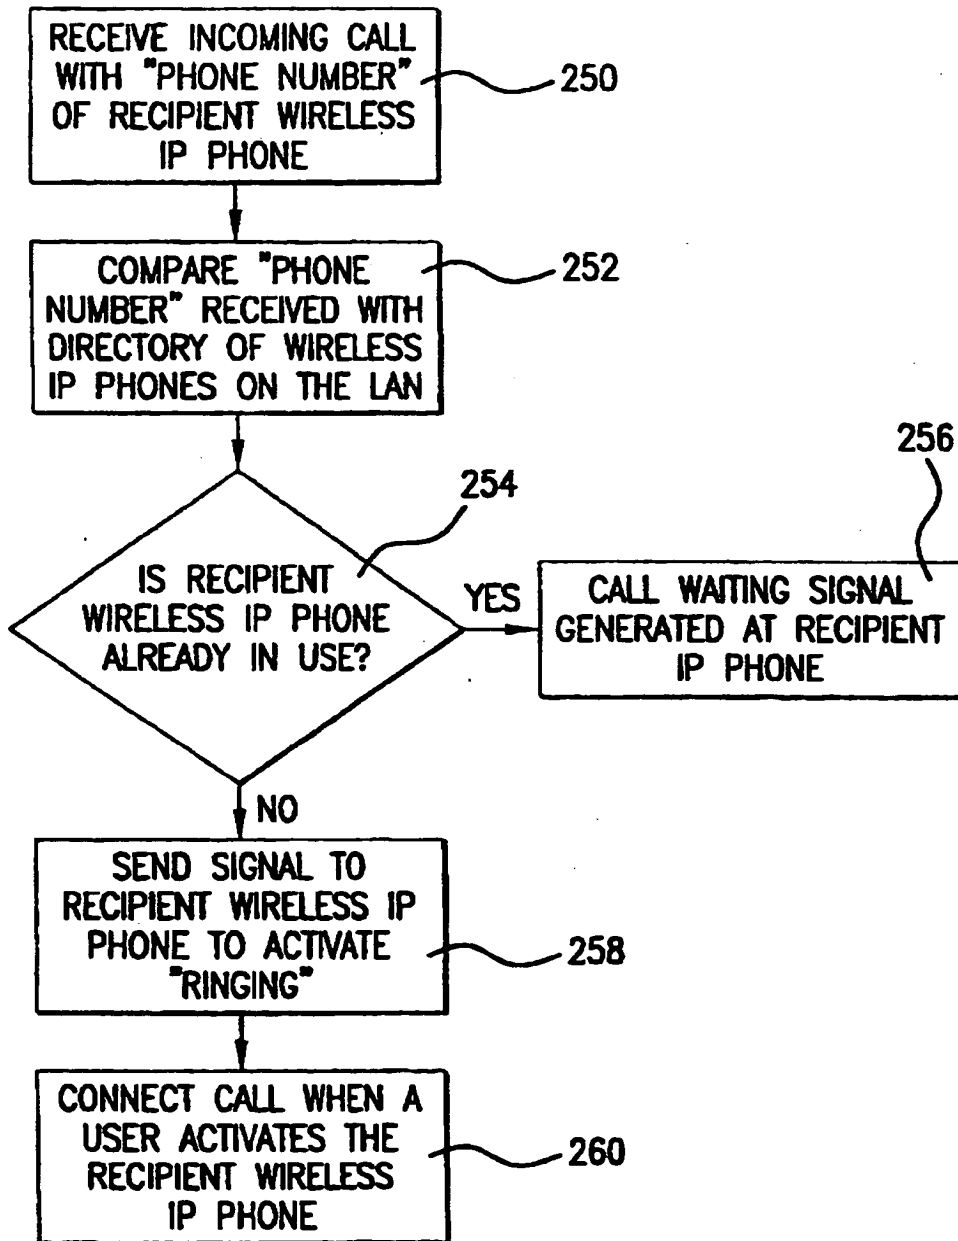 RECEIVE INCOMING CALL
WITH "PHONE NUMBER"
OF RECIPIENT WIRELESS
IP PHONE
250
COMPARE "PHONE
NUMBER" RECEIVED WITH
DIRECTORY OF WIRELESS
IP PHONES ON THE LAN
252
254
IS RECIPIENT
WIRELESS IP PHONE
ALREADY IN USE?
YES
256
CALL WAITING SIGNAL
GENERATED AT RECIPIENT
IP PHONE
NO
SEND SIGNAL TO
RECIPIENT WIRELESS IP
PHONE TO ACTIVATE
"RINGING"
258
CONNECT CALL WHEN A
USER ACTIVATES THE
RECIPIENT WIRELESS
IP PHONE
260